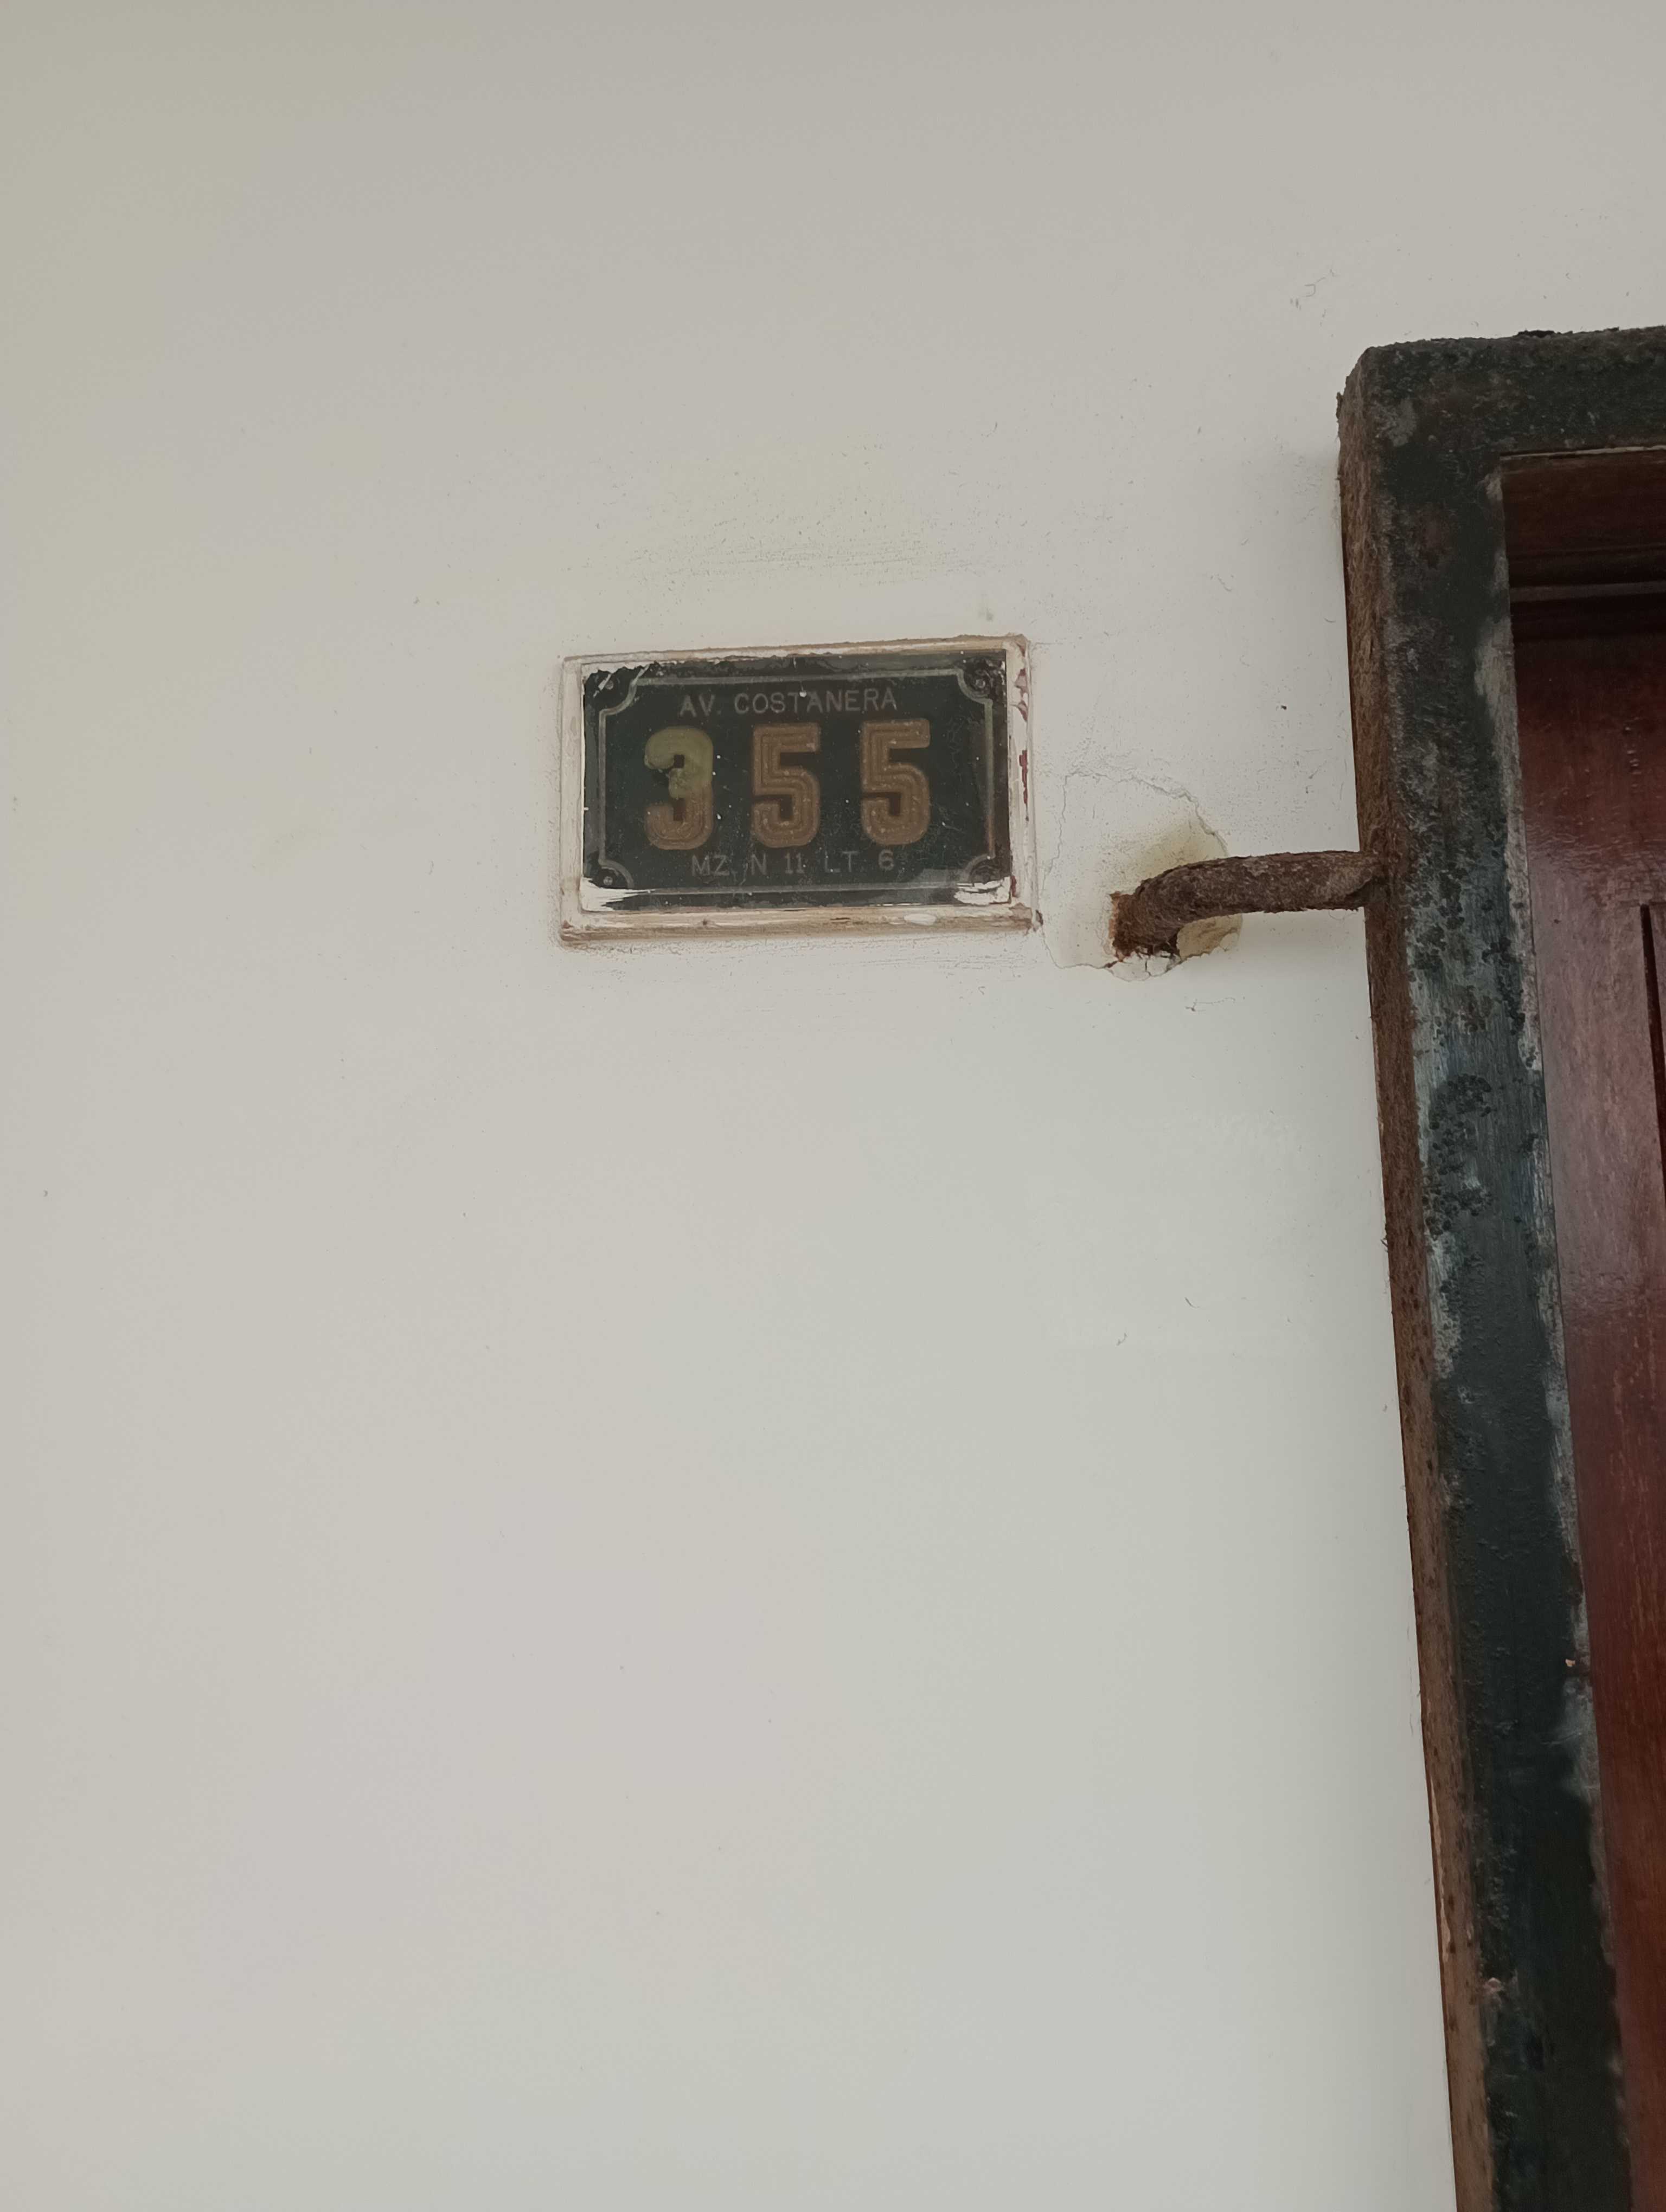 AV. COSTANERA
355
MZ. N 11 LT 6